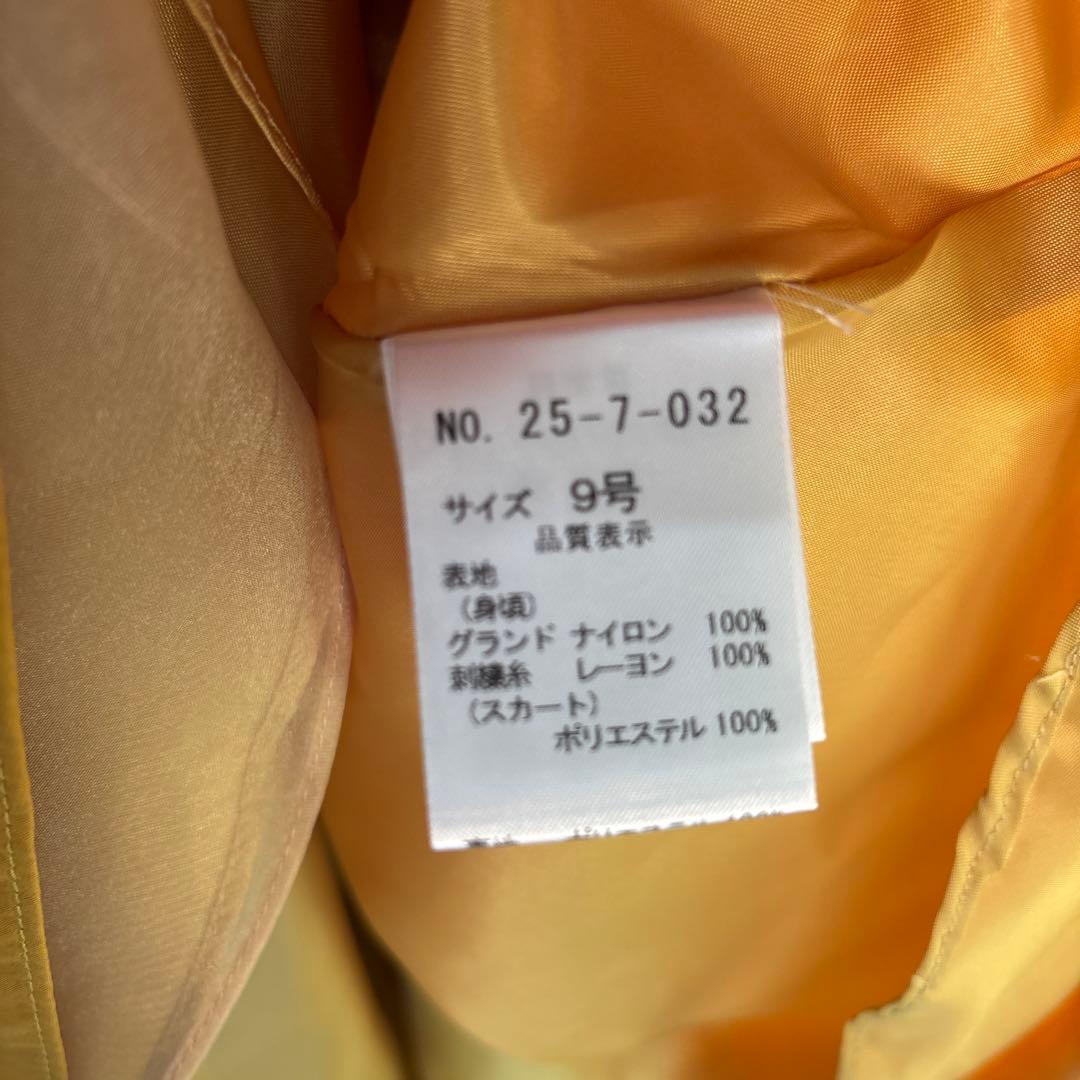 NO. 25-7-032
サイズ 9号
品質表示
表地
(身頃)
グランド ナイロン 100%
刺繍糸 レーヨン 100%
(スカート)
ポリエステル 100%